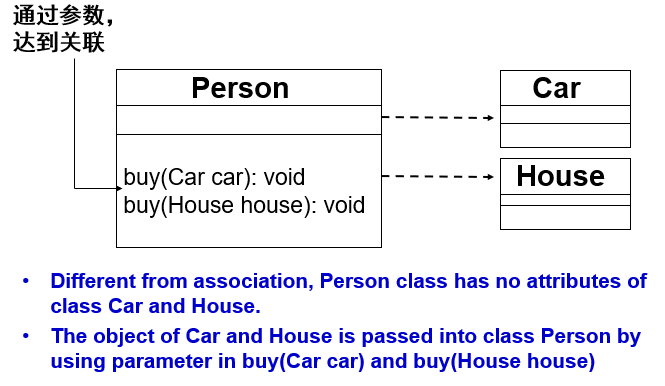 通过参数，
达到关联
Person
Car
buy(Car car): void
buy(House house): void
House
• Different from association, Person class has no attributes of
class Car and House.
• The object of Car and House is passed into class Person by
using parameter in buy(Car car) and buy(House house)